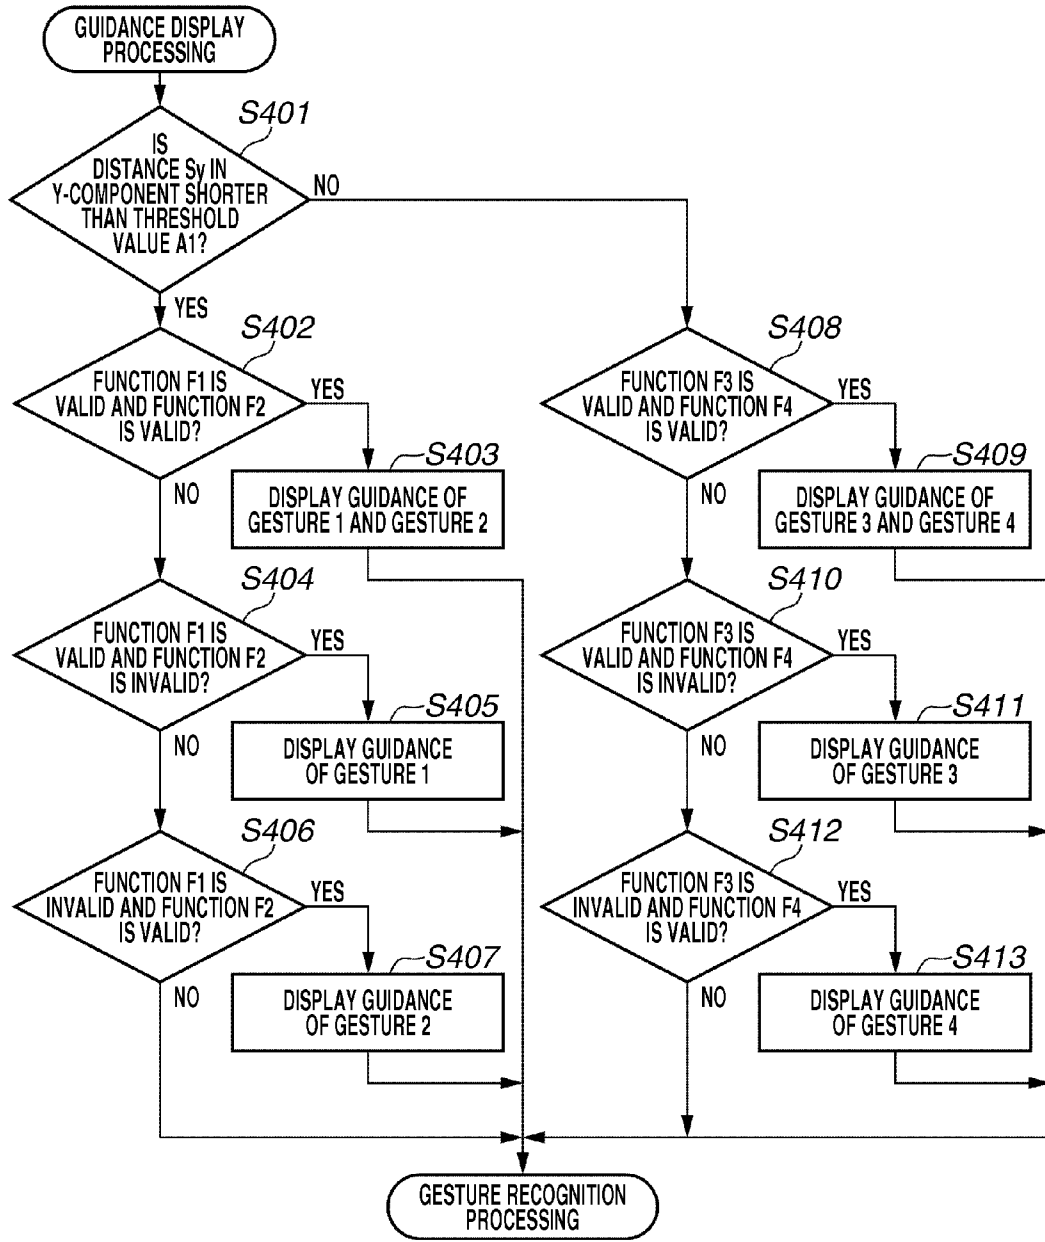 GUIDANCE DISPLAY
PROCESSING
S401
IS
DISTANCE Sy IN
Y-COMPONENT SHORTER
THAN THRESHOLD
VALUE A1?
NO
YES
S402
FUNCTION F1 IS
VALID AND FUNCTION F2
IS VALID?
YES
NO
S403
DISPLAY GUIDANCE OF
GESTURE 1 AND GESTURE 2
S404
FUNCTION F1 IS
VALID AND FUNCTION F2
IS INVALID?
YES
NO
S405
DISPLAY GUIDANCE
OF GESTURE 1
S406
FUNCTION F1 IS
INVALID AND FUNCTION F2
IS VALID?
YES
NO
S407
DISPLAY GUIDANCE
OF GESTURE 2
S408
FUNCTION F3 IS
VALID AND FUNCTION F4
IS VALID?
YES
NO
S409
DISPLAY GUIDANCE OF
GESTURE 3 AND GESTURE 4
S410
FUNCTION F3 IS
VALID AND FUNCTION F4
IS INVALID?
YES
NO
S411
DISPLAY GUIDANCE
OF GESTURE 3
S412
FUNCTION F3 IS
INVALID AND FUNCTION F4
IS VALID?
YES
NO
S413
DISPLAY GUIDANCE
OF GESTURE 4
GESTURE RECOGNITION
PROCESSING